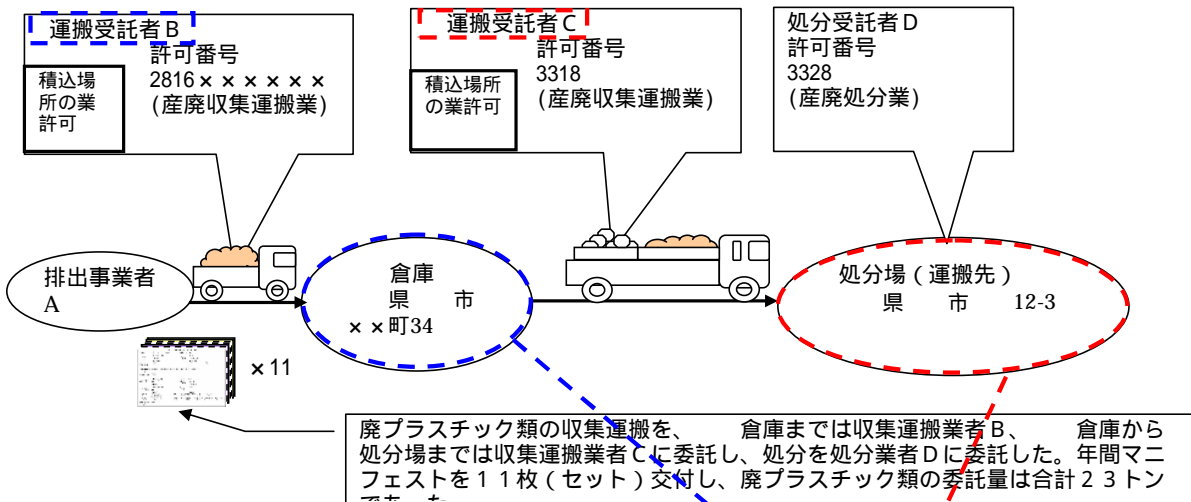 運搬受託者B
許可番号
2816××××××
(産廃収集運搬業)
積込場
所の業
許可
運搬受託者C
許可番号
3318
(産廃収集運搬業)
積込場所
の業許可
処分受託者D
許可番号
3328
(産廃処分業)
排出事業者
A
倉庫
県 市
××町34
処分場(運搬先)
県 市 12-3
×11
廃プラスチック類の収集運搬を、 倉庫までは収集運搬業者B、 倉庫から
処分場までは収集運搬業者Cに委託し、処分を処分業者Dに委託した。年間マニ
フェストを11枚(セット)交付し、廃プラスチック類の委託量は合計23トン
であった